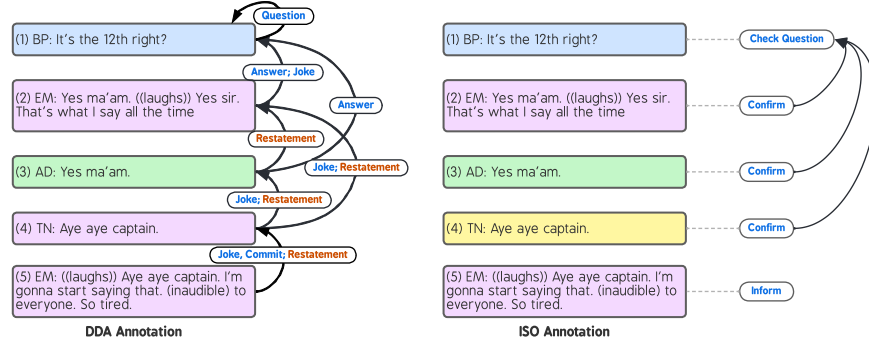 Question
(1) BP: It's the 12th right?
Answer; Joke
(2) EM: Yes ma'am. ((laughs)) Yes sir.
That's what I say all the time
Answer
Restatement
(3) AD: Yes ma'am.
Joke; Restatement
Joke; Restatement
(4) TN: Aye aye captain.
Joke, Commit; Restatement
(5) EM: ((laughs)) Aye aye captain. I'm
gonna start saying that. (inaudible) to
everyone. So tired.
DDA Annotation
(1) BP: It's the 12th right?
Check Question
(2) EM: Yes ma'am. ((laughs)) Yes sir.
That's what I say all the time
Confirm
(3) AD: Yes ma'am.
Confirm
(4) TN: Aye aye captain.
Confirm
(5) EM: ((laughs)) Aye aye captain. I'm
gonna start saying that. (inaudible) to
everyone. So tired.
Inform
ISO Annotation